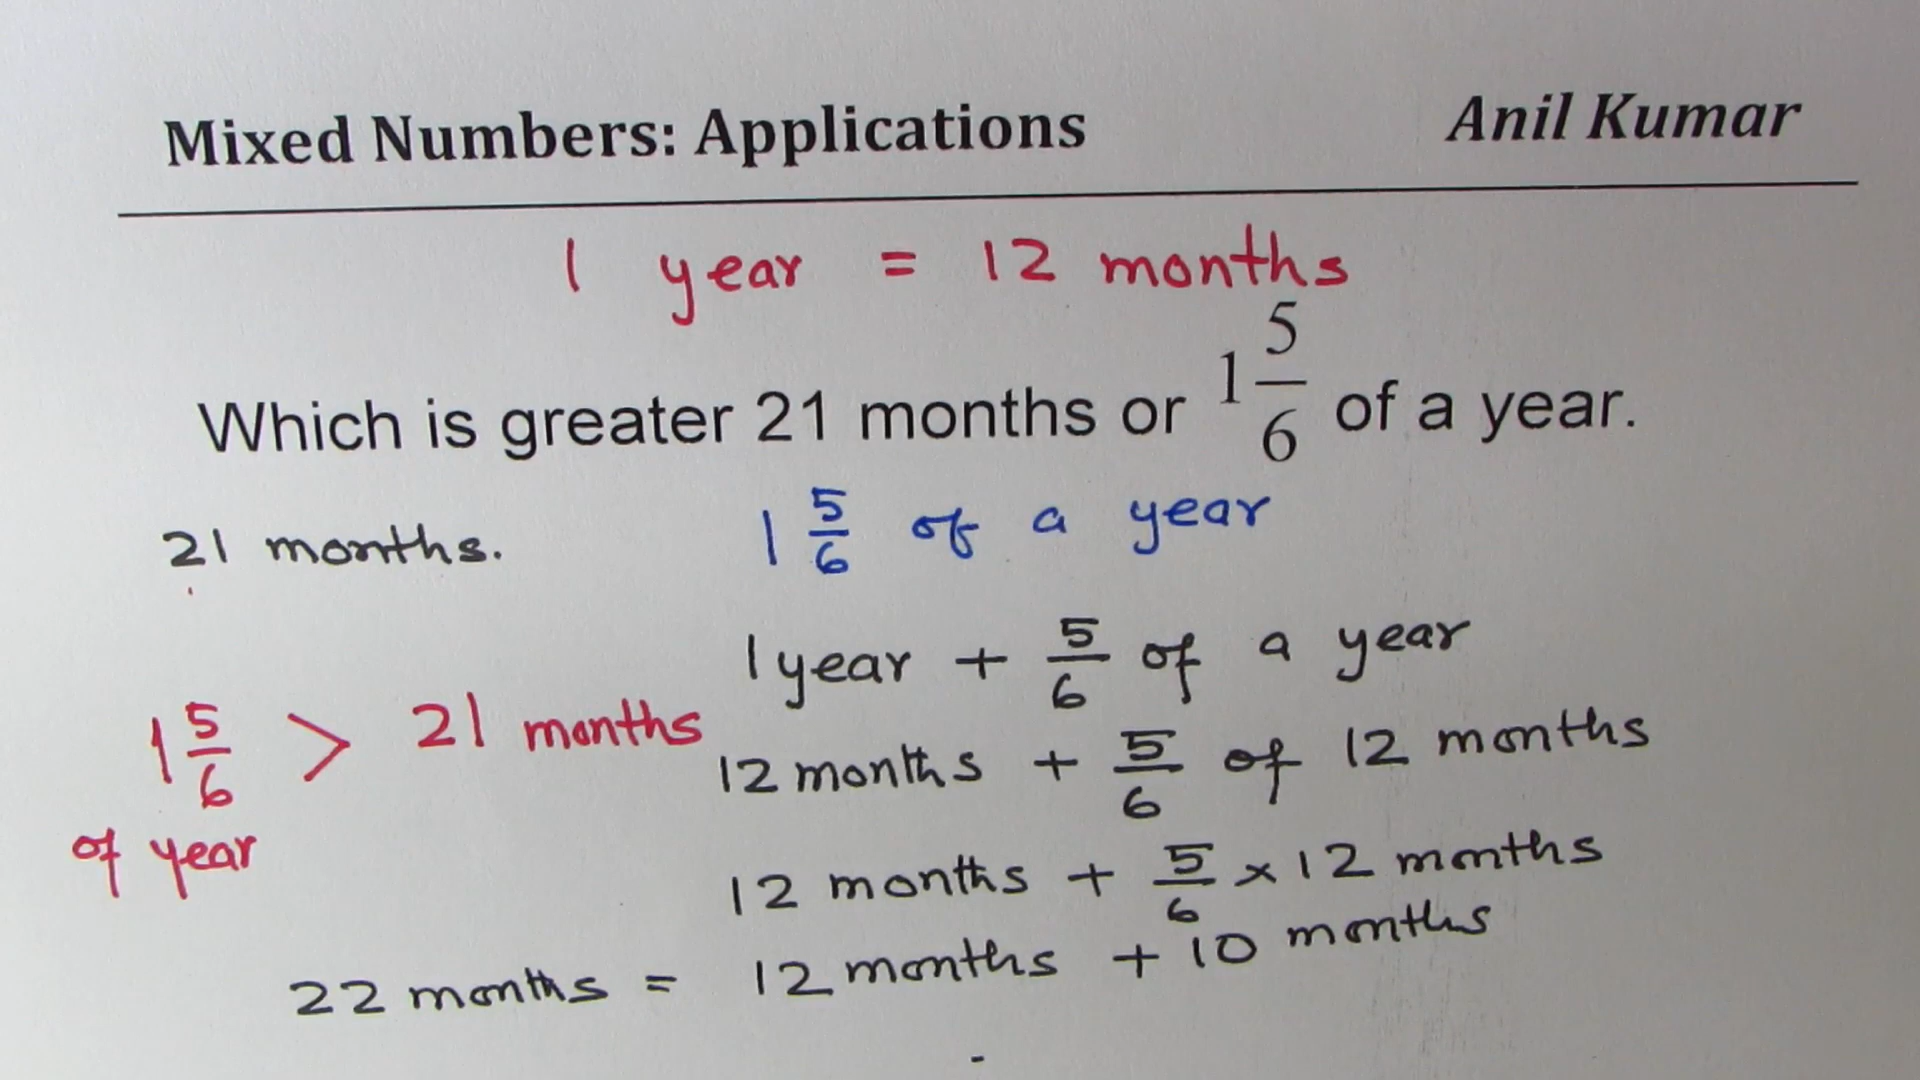 Mixed Numbers: Applications Anil Kumar
1 year = 12 months
Which is greater 21 months or 1 5/6 of a year.
21 months. 1 5/6 of a year
1 year + 5/6 of a year
1 5/6 > 21 months
of year
12 months + 5/6 of 12 months
12 months + 5/6 × 12 months
22 months = 12 months + 10 months